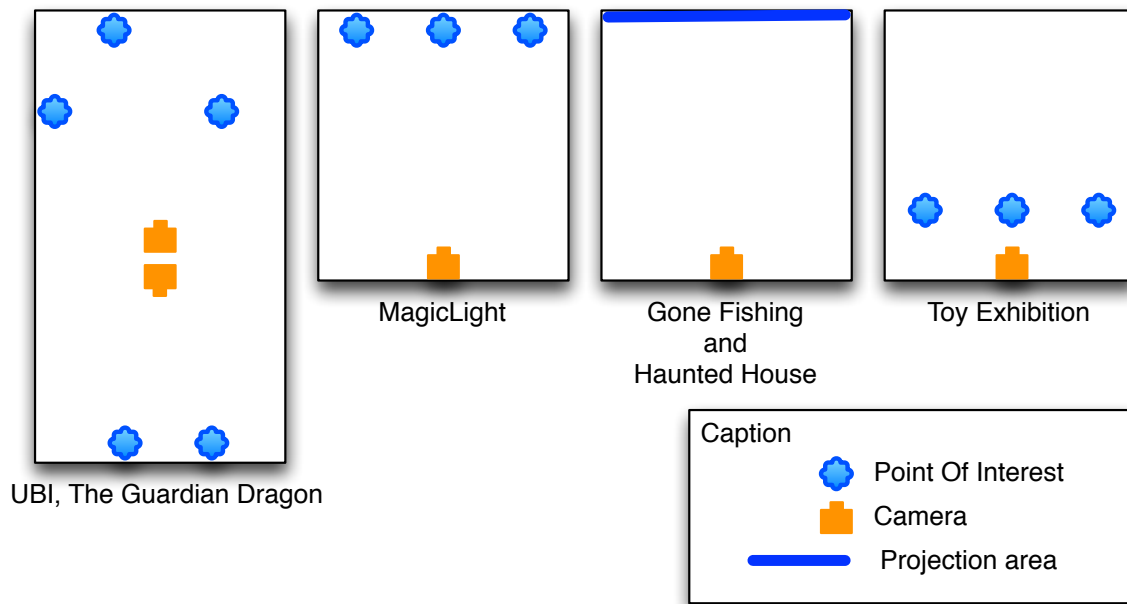 UBI, The Guardian Dragon
MagicLight
Gone Fishing
and
Haunted House
Toy Exhibition
Caption
Point Of Interest
Camera
Projection area